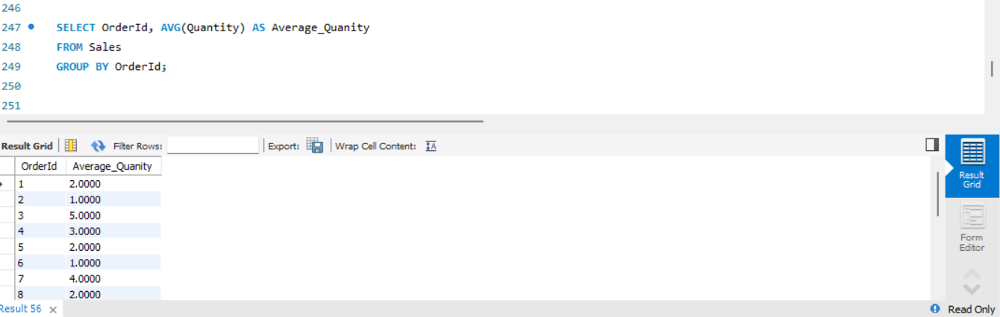 246
247 SELECT OrderId, AVG(Quantity) AS Average_Quanity
248 FROM Sales
249 GROUP BY OrderId;
250
251
Result Grid Filter Rows: Export: Wrap Cell Content: IA
OrderId Average_Quanity
1 2.0000
2 1.0000
3 5.0000
4 3.0000
5 2.0000
6 1.0000
7 4.0000
8 2.0000
Result
Grid
Form
Editor
Result 56 × Read Only